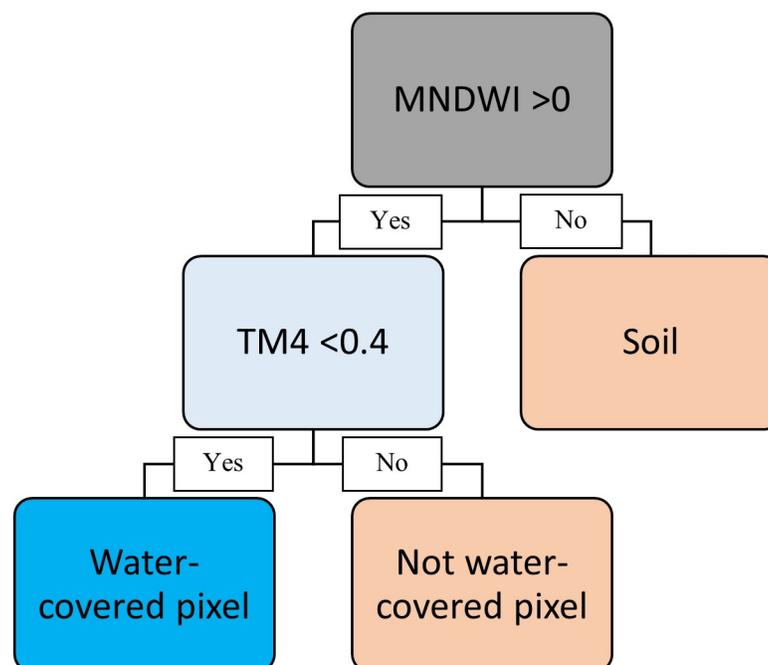 MNDWI >0
Yes
No
TM4 <0.4
Soil
Yes
No
Water-
covered pixel
Not water-
covered pixel